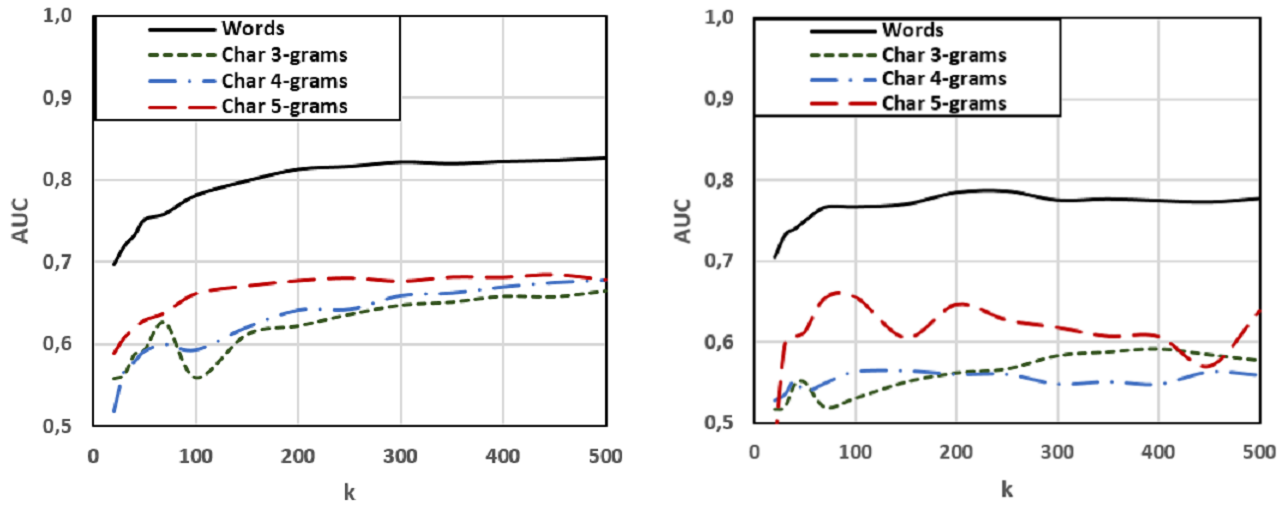 1,0
0,9
0,8
0,7
0,6
0,5
AUC
Words
Char 3-grams
Char 4-grams
Char 5-grams
0 100 200 300 400 500
k
1,0
0,9
0,8
0,7
0,6
0,5
AUC
Words
Char 3-grams
Char 4-grams
Char 5-grams
0 100 200 300 400 500
k